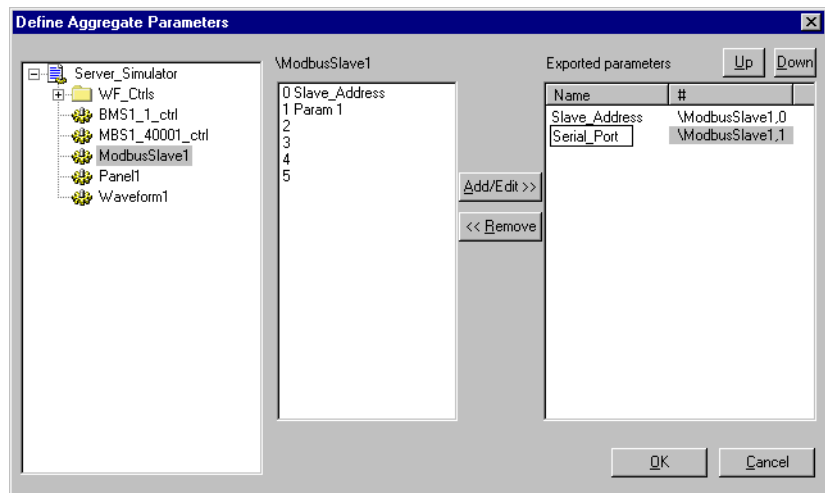 Define Aggregate Parameters
Server_Simulator
WF_Ctrls
BMS1_1_ctrl
MBS1_40001_ctrl
ModbusSlave1
Panel1
Waveform1
\ModbusSlave1
0 Slave_Address
1 Param 1
2
3
4
5
Add/Edit >>
<< Remove
Exported parameters
Up
Down
Name #
Slave_Address \ModbusSlave1,0
Serial_Port \ModbusSlave1,1
OK
Cancel